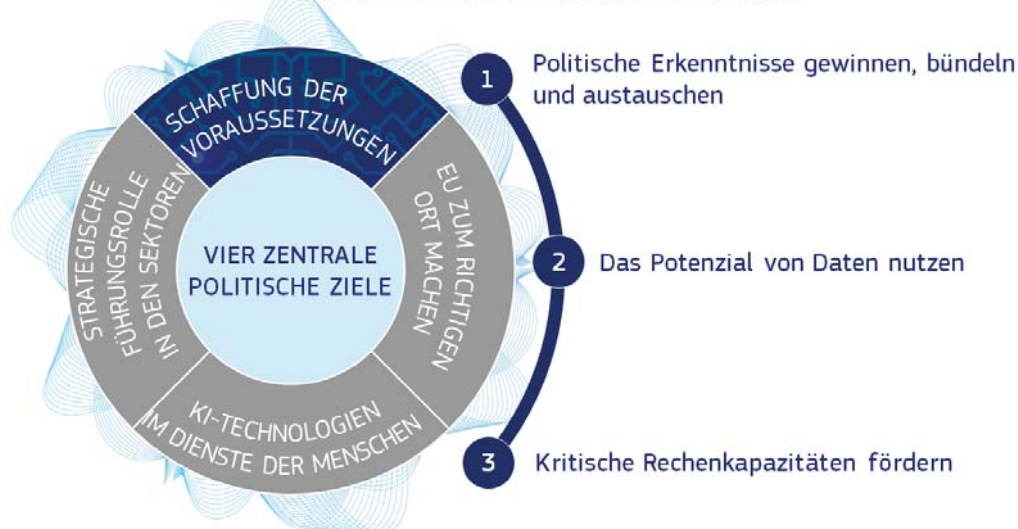 SCHAFFUNG DER
VORAUSSETZUNGEN
EU ZUM RICHTIGEN
ORT MACHEN
KI-TECHNOLOGIEN
IM DIENSTE DER MENSCHEN
STRATEGISCHE
FÜHRUNGSROLLE
IN DEN SEKTOREN
VIER ZENTRALE
POLITISCHE ZIELE
1 Politische Erkenntnisse gewinnen, bündeln
und austauschen
2 Das Potenzial von Daten nutzen
3 Kritische Rechenkapazitäten fördern